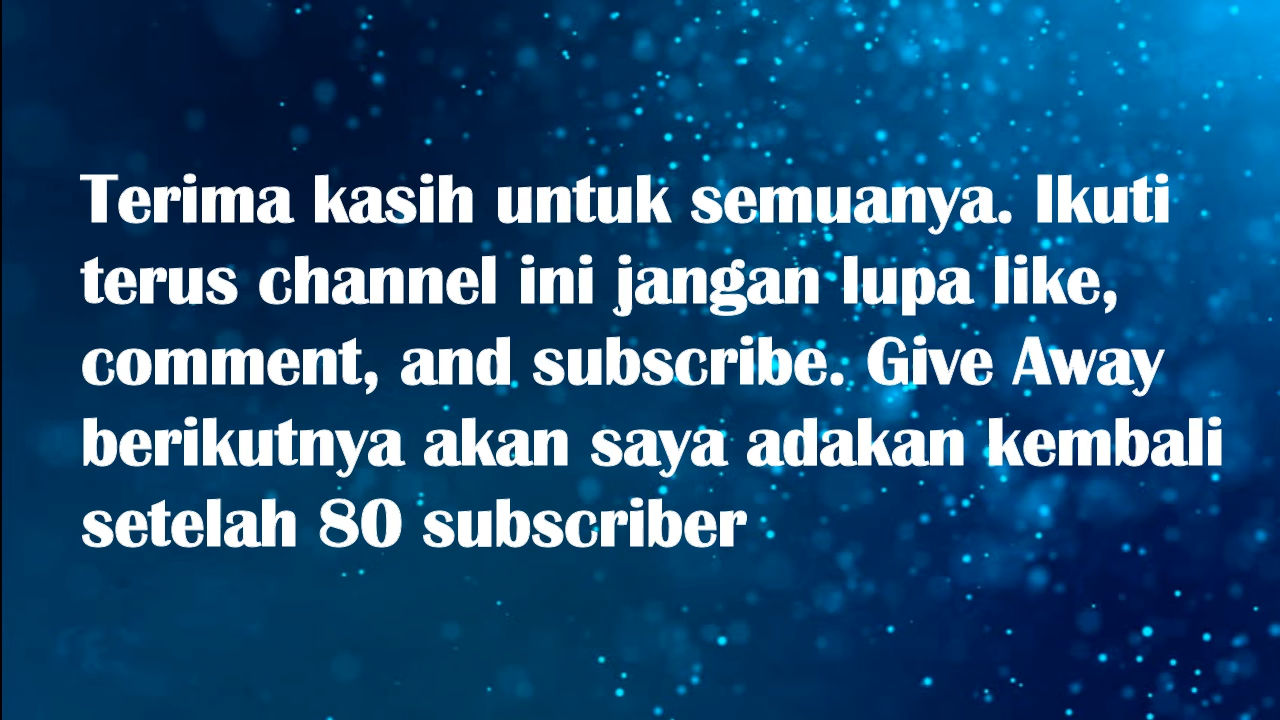 Terima kasih untuk semuanya. Ikuti
terus channel ini jangan lupa like,
comment, and subscribe. Give Away
berikutnya akan saya adakan kembali
setelah 80 subscriber